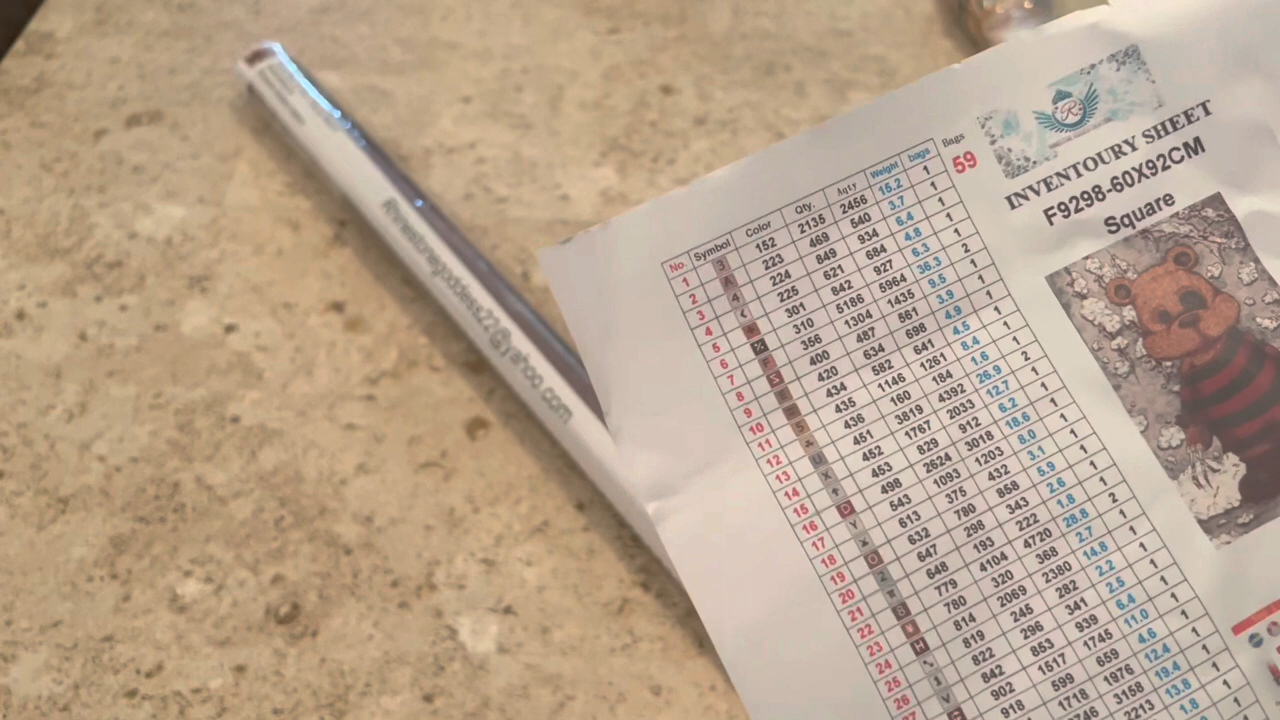 Rhinestonegoddess22@yahoo.com
INVENTOURY SHEET
F9298-60X92CM
Square
Bags
59
No. Symbol Color Qty. Aqty Weight bags
1 3 152 2135 2456 15.2 1
2 A 223 469 540 3.7 1
3 4 224 849 934 6.4 1
4 225 621 684 4.8 1
5 301 842 927 6.3 1
6 310 5186 5964 36.3 2
7 F 356 1304 1435 9.5 1
8 400 487 561 3.9 1
9 420 634 698 4.9 1
10 434 582 641 4.5 1
11 5 435 1146 1261 8.4 1
12 436 160 184 1.6 1
13 U 451 3819 4392 26.9 2
14 X 452 1767 2033 12.7 1
15 ↑ 453 829 912 6.2 1
16 498 2624 3018 18.6 1
17 Y 543 1093 1203 8.0 1
18 613 375 432 3.1 1
19 632 780 858 5.9 1
20 2 647 298 343 2.6 1
21 648 193 222 1.8 1
22 8 779 4104 4720 28.8 2
23 780 320 368 2.7 1
24 H 814 2069 2380 14.8 1
25 819 245 282 2.2 1
26 822 296 341 2.5 1
27 V 842 853 939 6.4 1
902 1517 1745 11.0 1
918 599 659 4.6 1
1718 1976 12.4 1
3158 19.4 1
2213 13.8 1
1.8